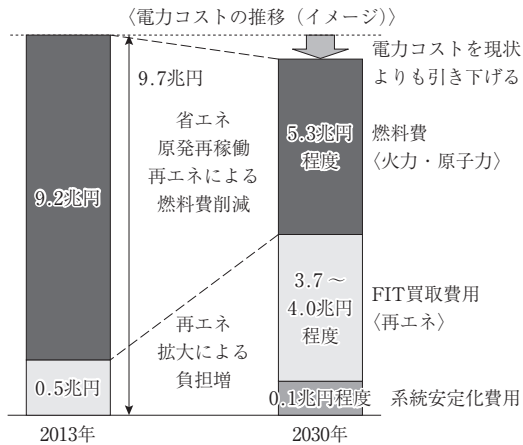 〈電力コストの推移（イメージ）〉
電力コストを現状
よりも引き下げる
9.7兆円
省エネ
原発再稼働
再エネによる
燃料費削減
9.2兆円
5.3兆円
程度
燃料費
〈火力・原子力〉
3.7～
4.0兆円
程度
FIT買取費用
〈再エネ〉
再エネ
拡大による
負担増
0.5兆円
0.1兆円程度
系統安定化費用
2013年
2030年